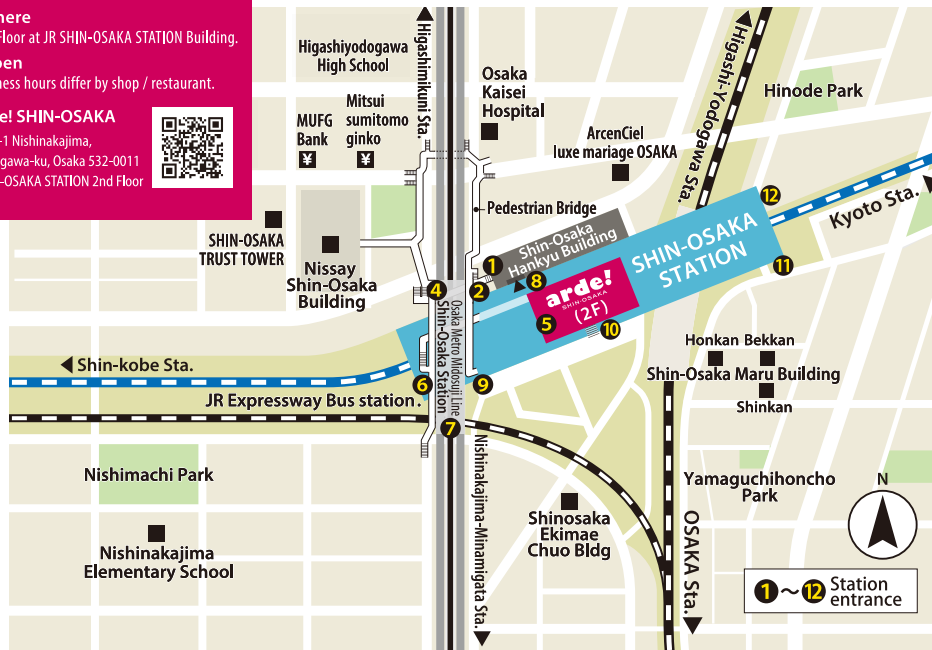 here
Floor at JR SHIN-OSAKA STATION Building.
pen
ness hours differ by shop / restaurant.
e! SHIN-OSAKA
-1 Nishinakajima,
gawa-ku, Osaka 532-0011
-OSAKA STATION 2nd Floor
Higashiyodogawa
High School
MUFG
Bank
¥
Mitsui
sumitomo
ginko
¥
Higashimikuni Sta.
Osaka
Kaisei
Hospital
ArcenCiel
luxe mariage OSAKA
Higashi-Yodogawa Sta.
Hinode Park
Kyoto Sta.
Pedestrian Bridge
SHIN-OSAKA
TRUST TOWER
Nissay
Shin-Osaka
Building
Shin-Osaka
Hankyu Building
SHIN-OSAKA
STATION
arde!
SHIN-OSAKA
(2F)
1
2
4
5
6
7
8
9
10
11
12
Osaka Metro Midosuji Line
Shin-Osaka Station
Shin-kobe Sta.
JR Expressway Bus station.
Honkan
Bekkan
Shin-Osaka Maru Building
Shinkan
Nishimachi Park
Nishinakajima
Elementary School
Nishinakajima-Minamigata Sta.
Shinosaka
Ekimae
Chuo Bldg
OSAKA Sta.
Yamaguchihoncho
Park
N
1~12 Station
entrance